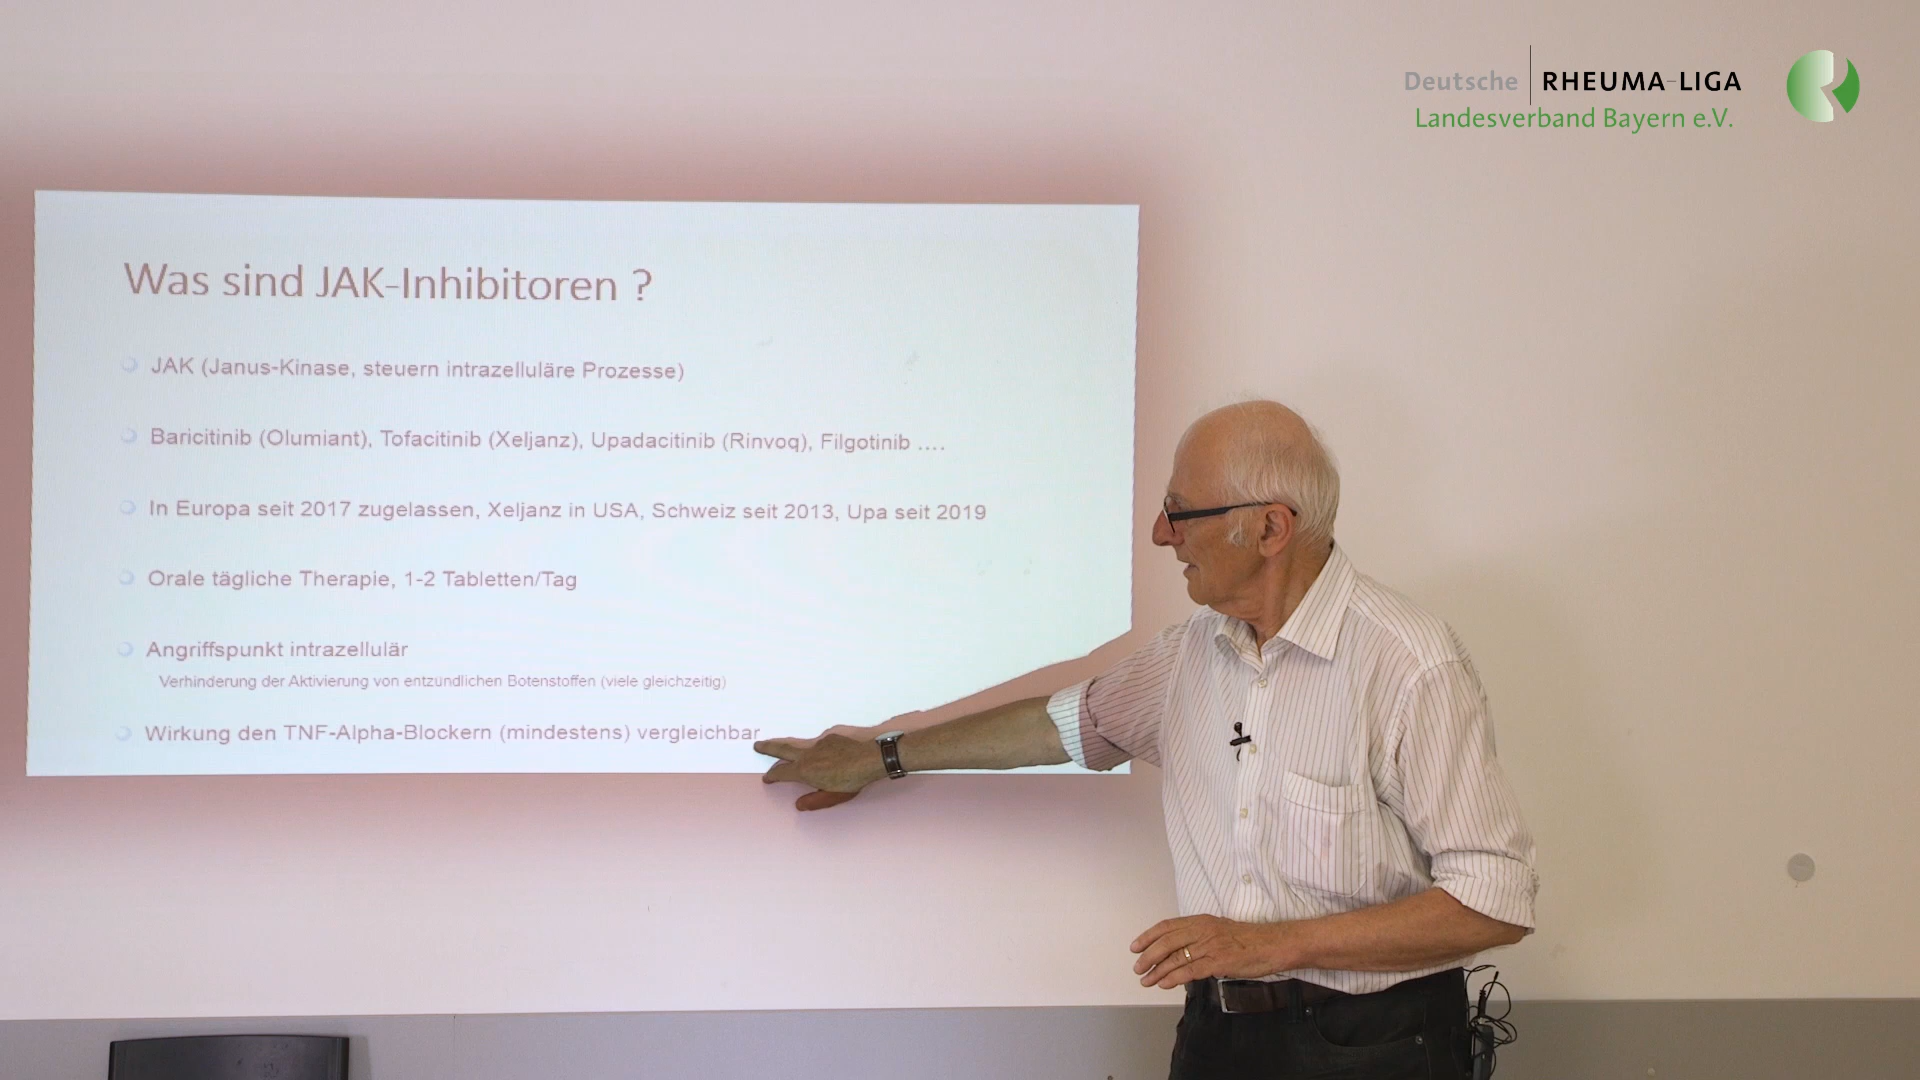 Deutsche RHEUMA-LIGA
Landesverband Bayern e.V.
Was sind JAK-Inhibitoren ?
JAK (Janus-Kinase, steuern intrazelluläre Prozesse)
Baricitinib (Olumiant), Tofacitinib (Xeljanz), Upadacitinib (Rinvoq), Filgotinib ....
In Europa seit 2017 zugelassen, Xeljanz in USA, Schweiz seit 2013, Upa seit 2019
Orale tägliche Therapie, 1-2 Tabletten/Tag
Angriffspunkt intrazellulär
Verhinderung der Aktivierung von entzündlichen Botenstoffen (viele gleichzeitig)
Wirkung den TNF-Alpha-Blockern (mindestens) vergleichbar